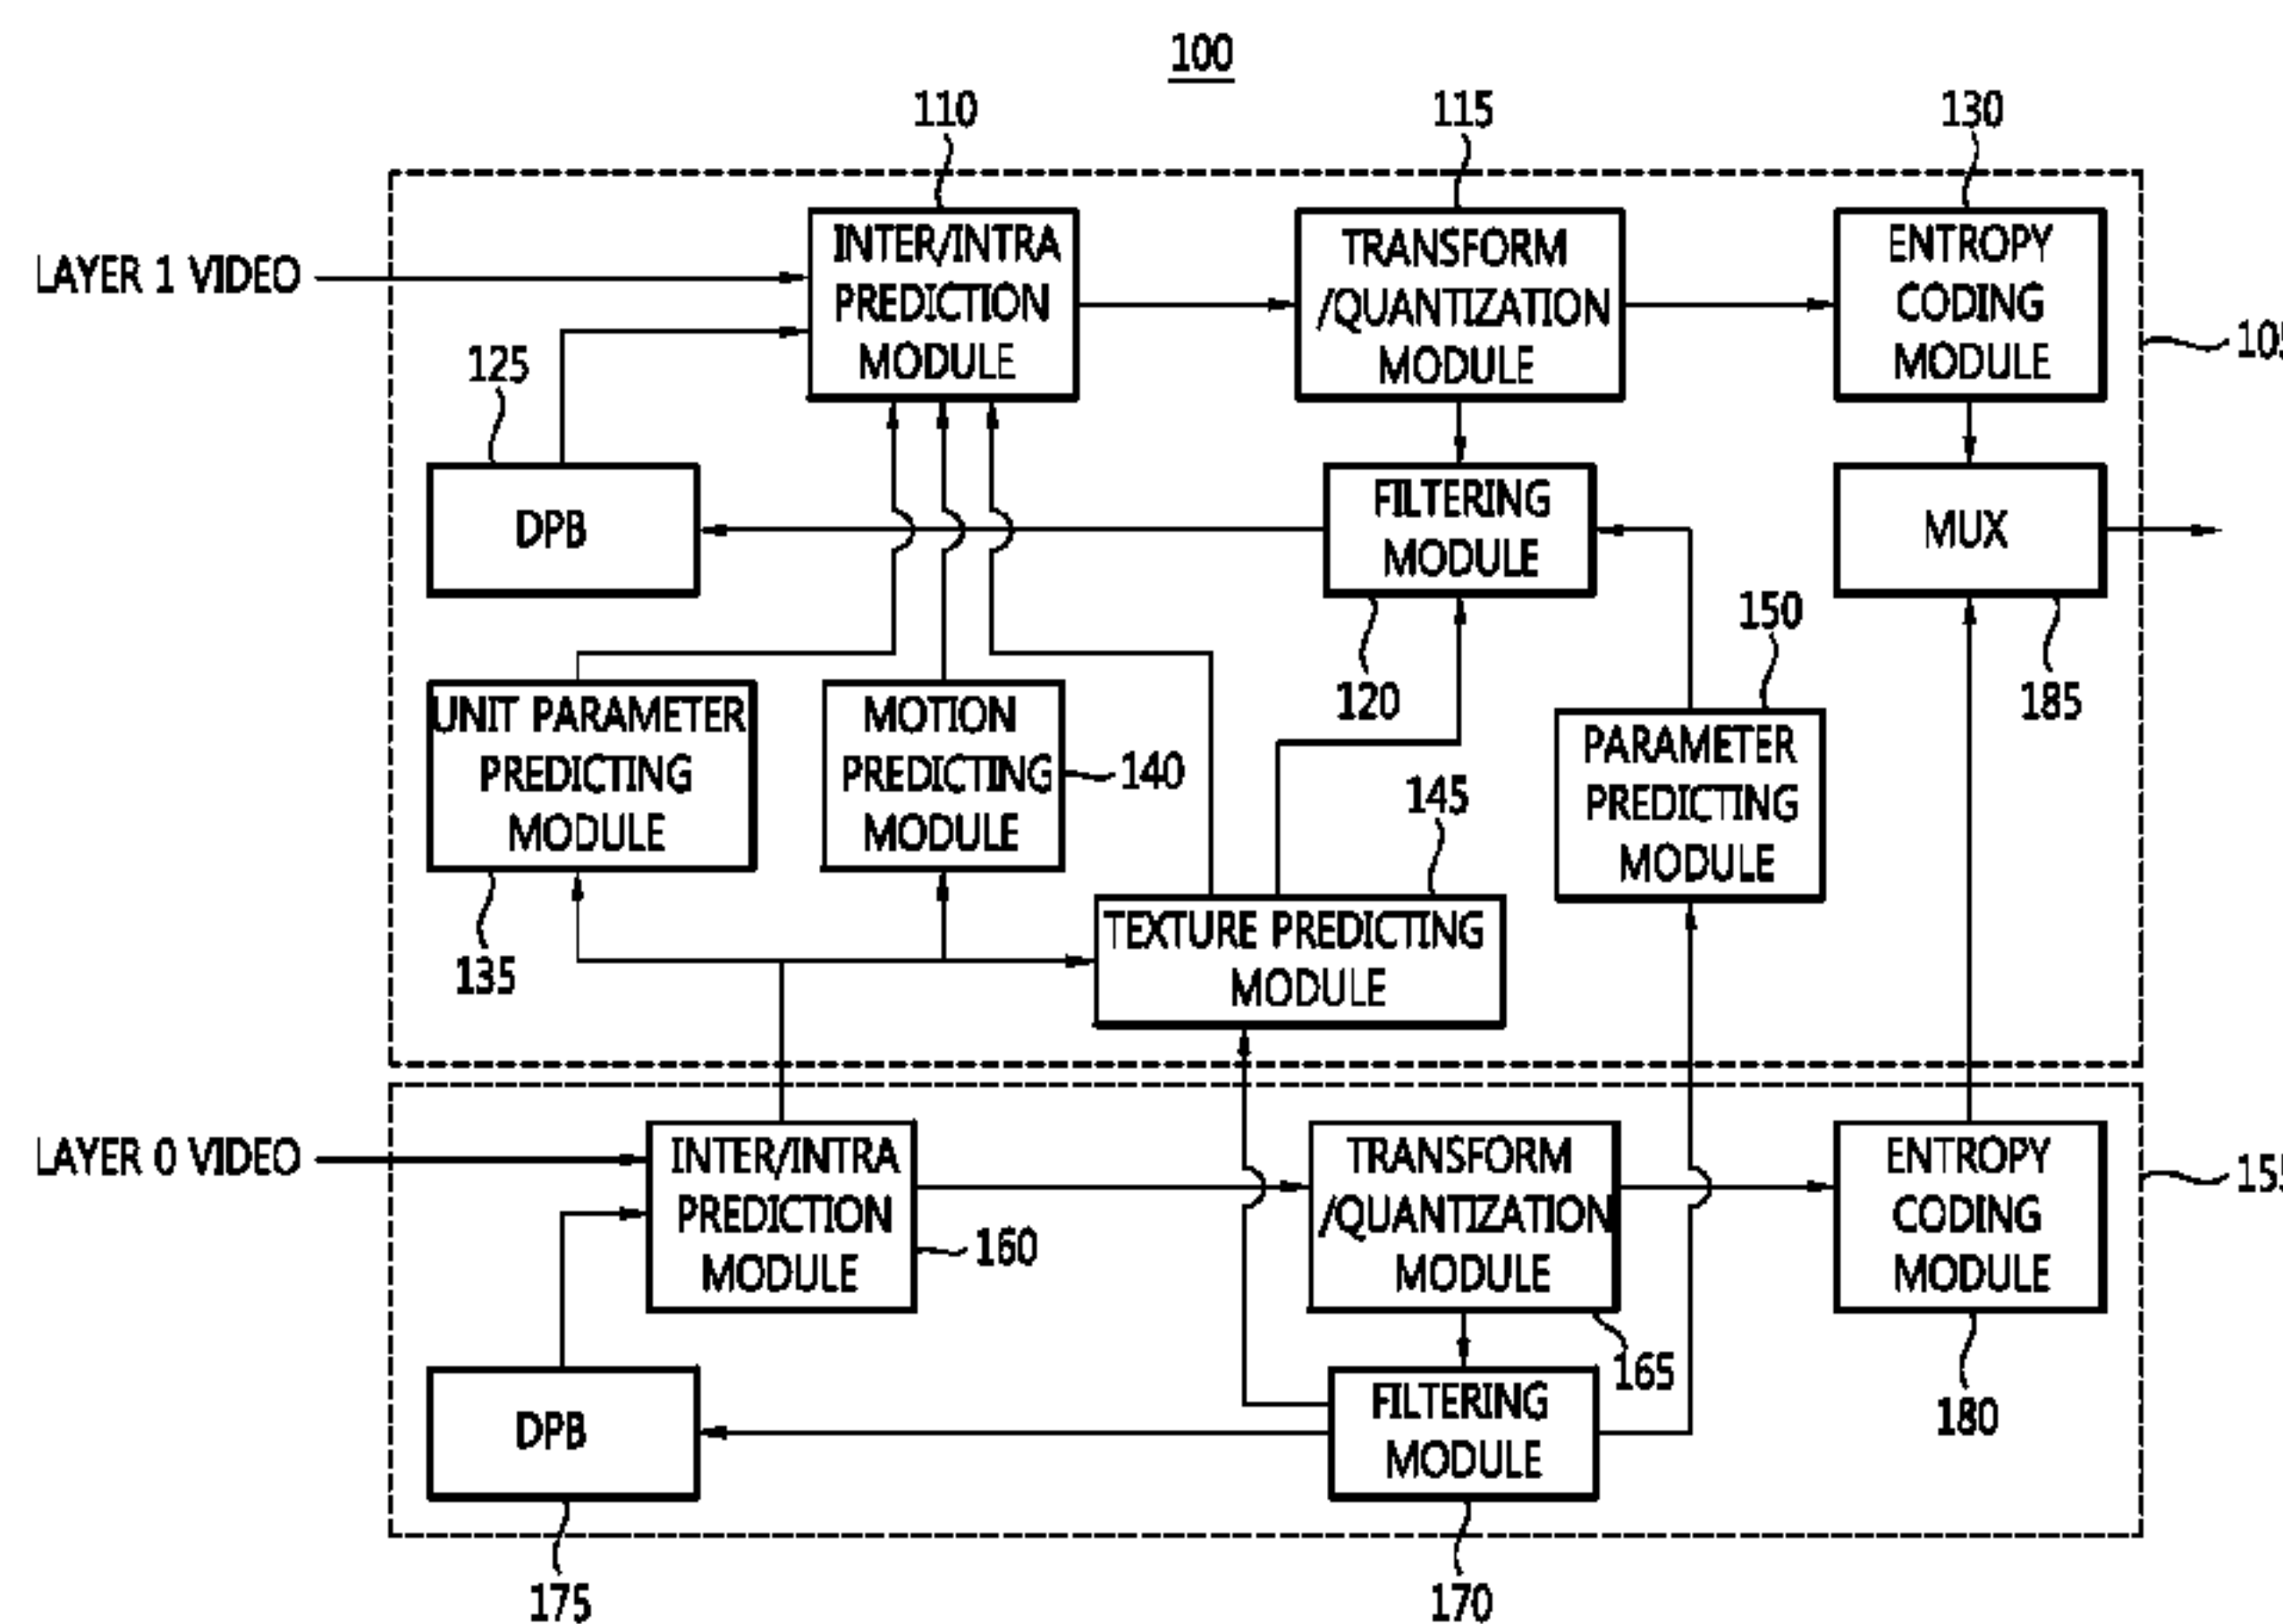 100
110
115
130
LAYER 1 VIDEO
INTER/INTRA
PREDICTION
MODULE
TRANSFORM
/QUANTIZATION
MODULE
ENTROPY
CODING
MODULE
105
125
DPB
FILTERING
MODULE
MUX
120
150
185
UNIT PARAMETER
PREDICTING
MODULE
MOTION
PREDICTING
MODULE
140
145
PARAMETER
PREDICTING
MODULE
135
TEXTURE PREDICTING
MODULE
LAYER 0 VIDEO
INTER/INTRA
PREDICTION
MODULE
160
TRANSFORM
/QUANTIZATION
MODULE
165
ENTROPY
CODING
MODULE
155
180
DPB
FILTERING
MODULE
175
170